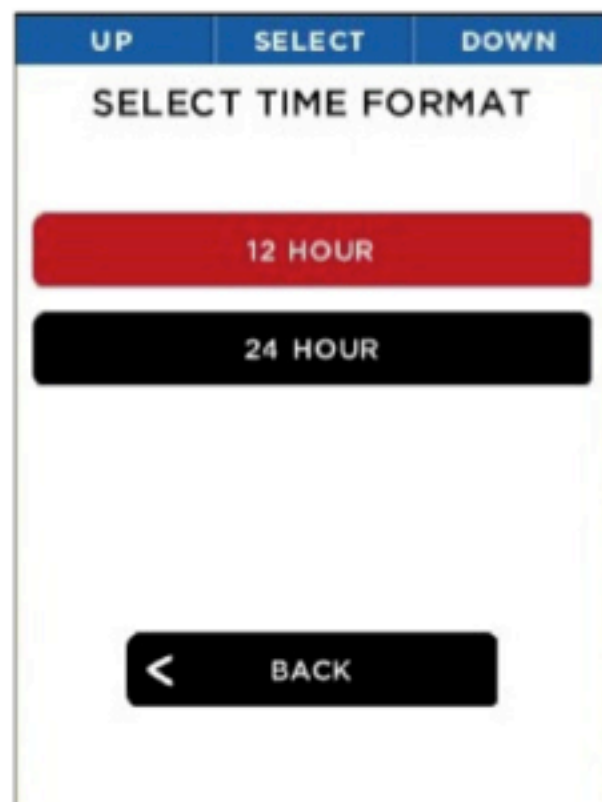 UP SELECT DOWN
SELECT TIME FORMAT
12 HOUR
24 HOUR
< BACK